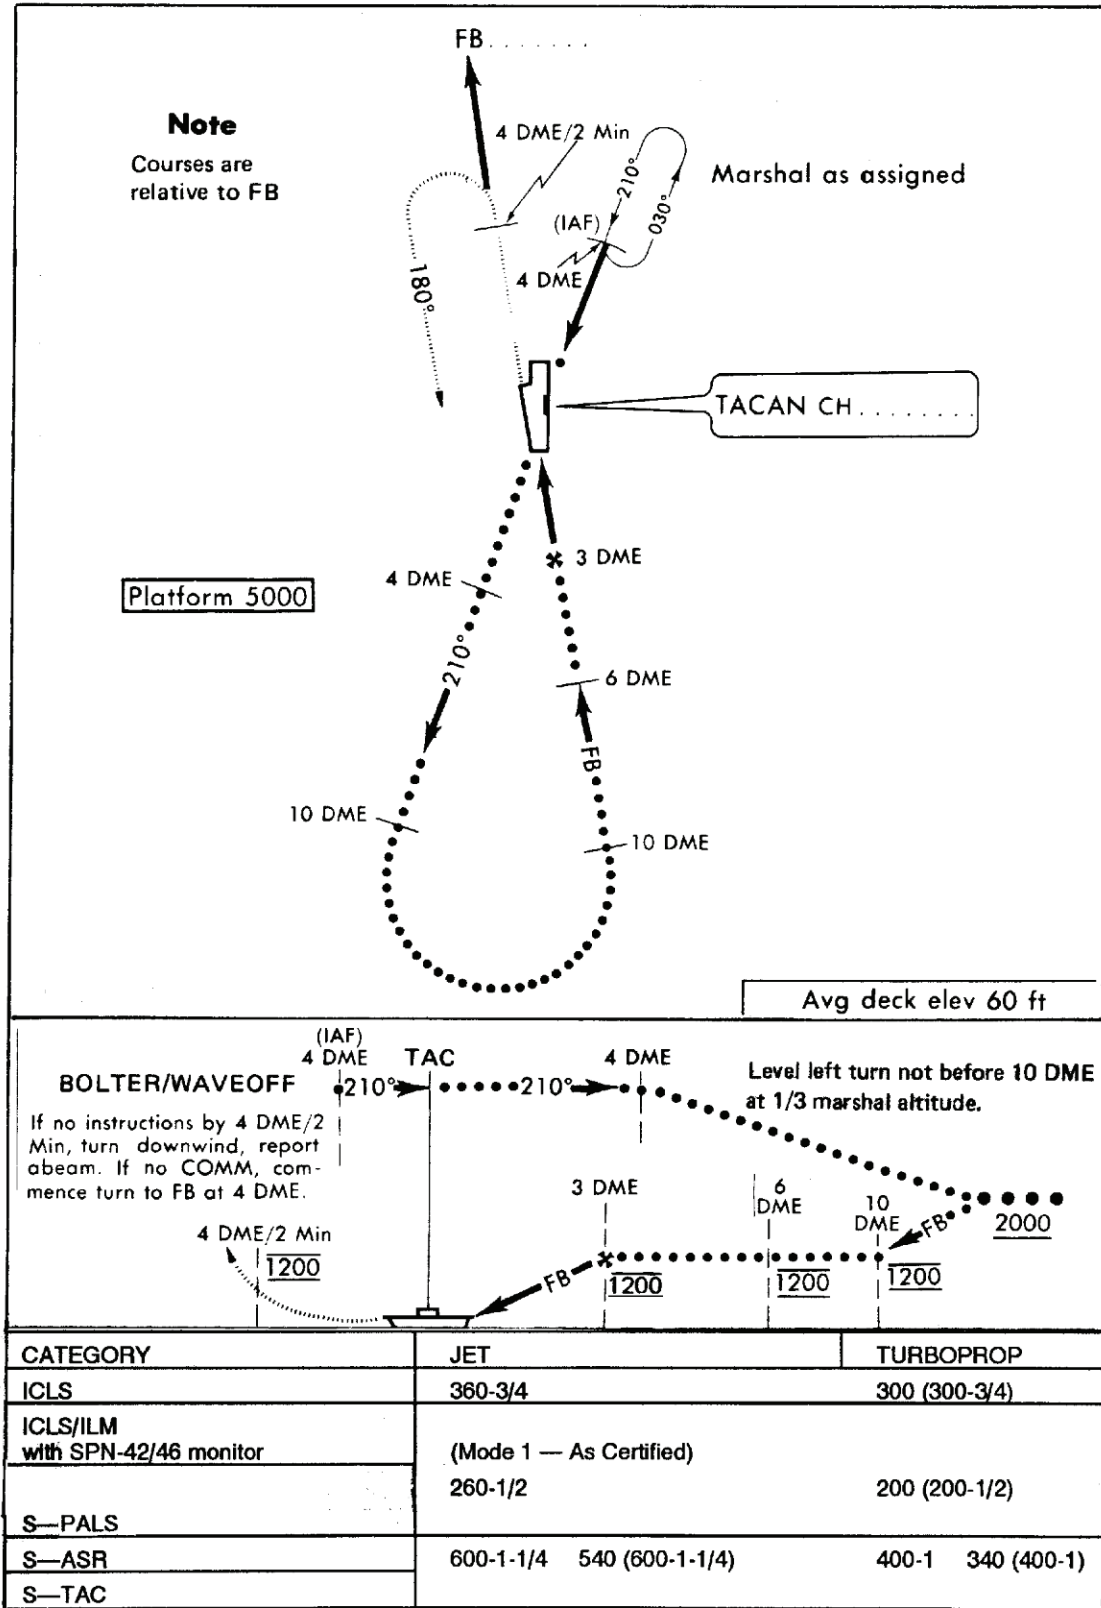 FB . . . . . . .
Note
Courses are
relative to FB
4 DME/2 Min
210°
030°
Marshal as assigned
(IAF)
4 DME
180°
TACAN CH . . . . . . . .
3 DME
4 DME
Platform 5000
210°
6 DME
FB
10 DME
10 DME
Avg deck elev 60 ft
(IAF)
4 DME
TAC
4 DME
BOLTER/WAVEOFF
210°
210°
Level left turn not before 10 DME
at 1/3 marshal altitude.
If no instructions by 4 DME/2
Min, turn downwind, report
abeam. If no COMM, com-
mence turn to FB at 4 DME.
3 DME
6
DME
10
DME
FB
2000
4 DME/2 Min
1200
FB
1200
1200
1200
CATEGORY JET TURBOPROP
ICLS 360-3/4 300 (300-3/4)
ICLS/ILM
with SPN-42/46 monitor (Mode 1 — As Certified)
260-1/2 200 (200-1/2)
S—PALS
S—ASR 600-1-1/4 540 (600-1-1/4) 400-1 340 (400-1)
S—TAC